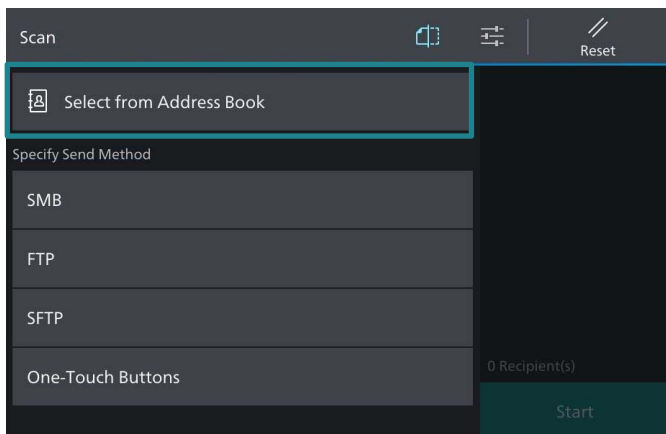 Scan
Reset
Select from Address Book
Specify Send Method
SMB
FTP
SFTP
One-Touch Buttons
0 Recipient(s)
Start